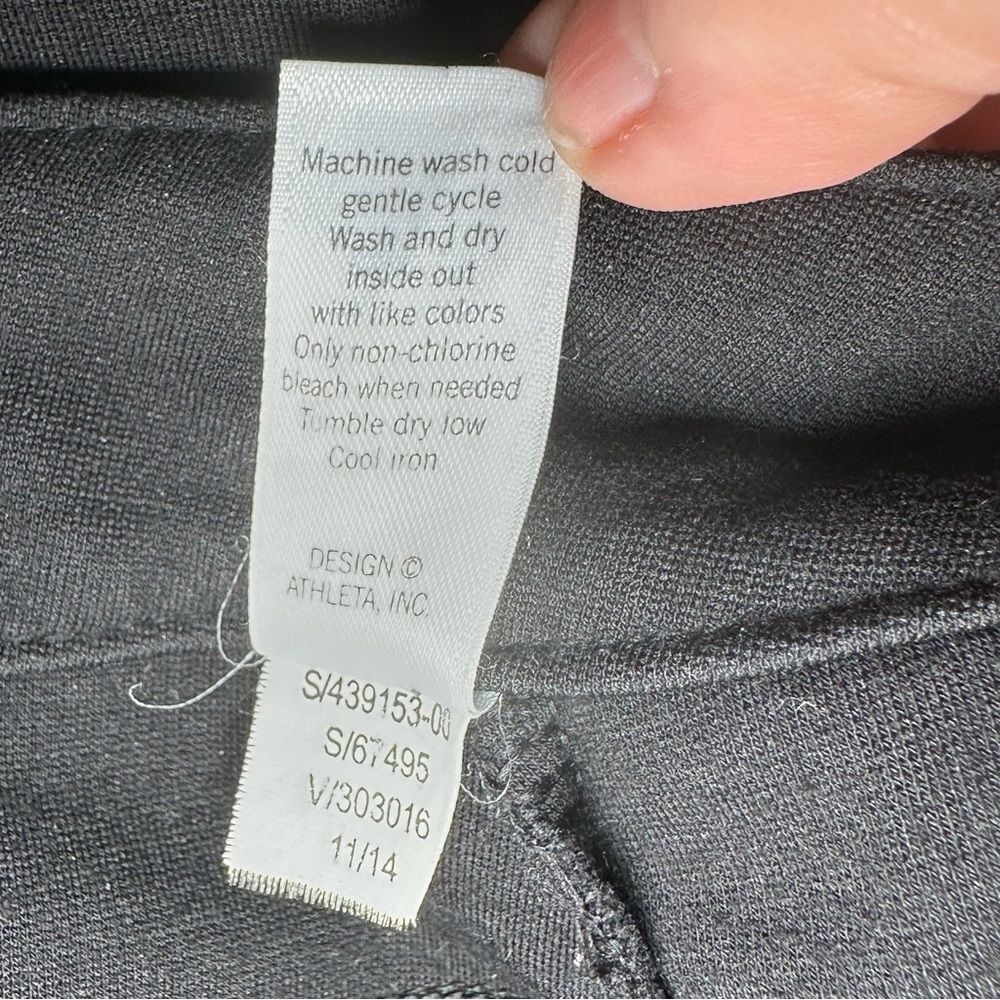 Machine wash cold
gentle cycle
Wash and dry
inside out
with like colors
Only non-chlorine
bleach when needed
Tumble dry low
Cool iron
DESIGN ©
ATHLETA, INC.
S/439153-00
S/67495
V/303016
11/14